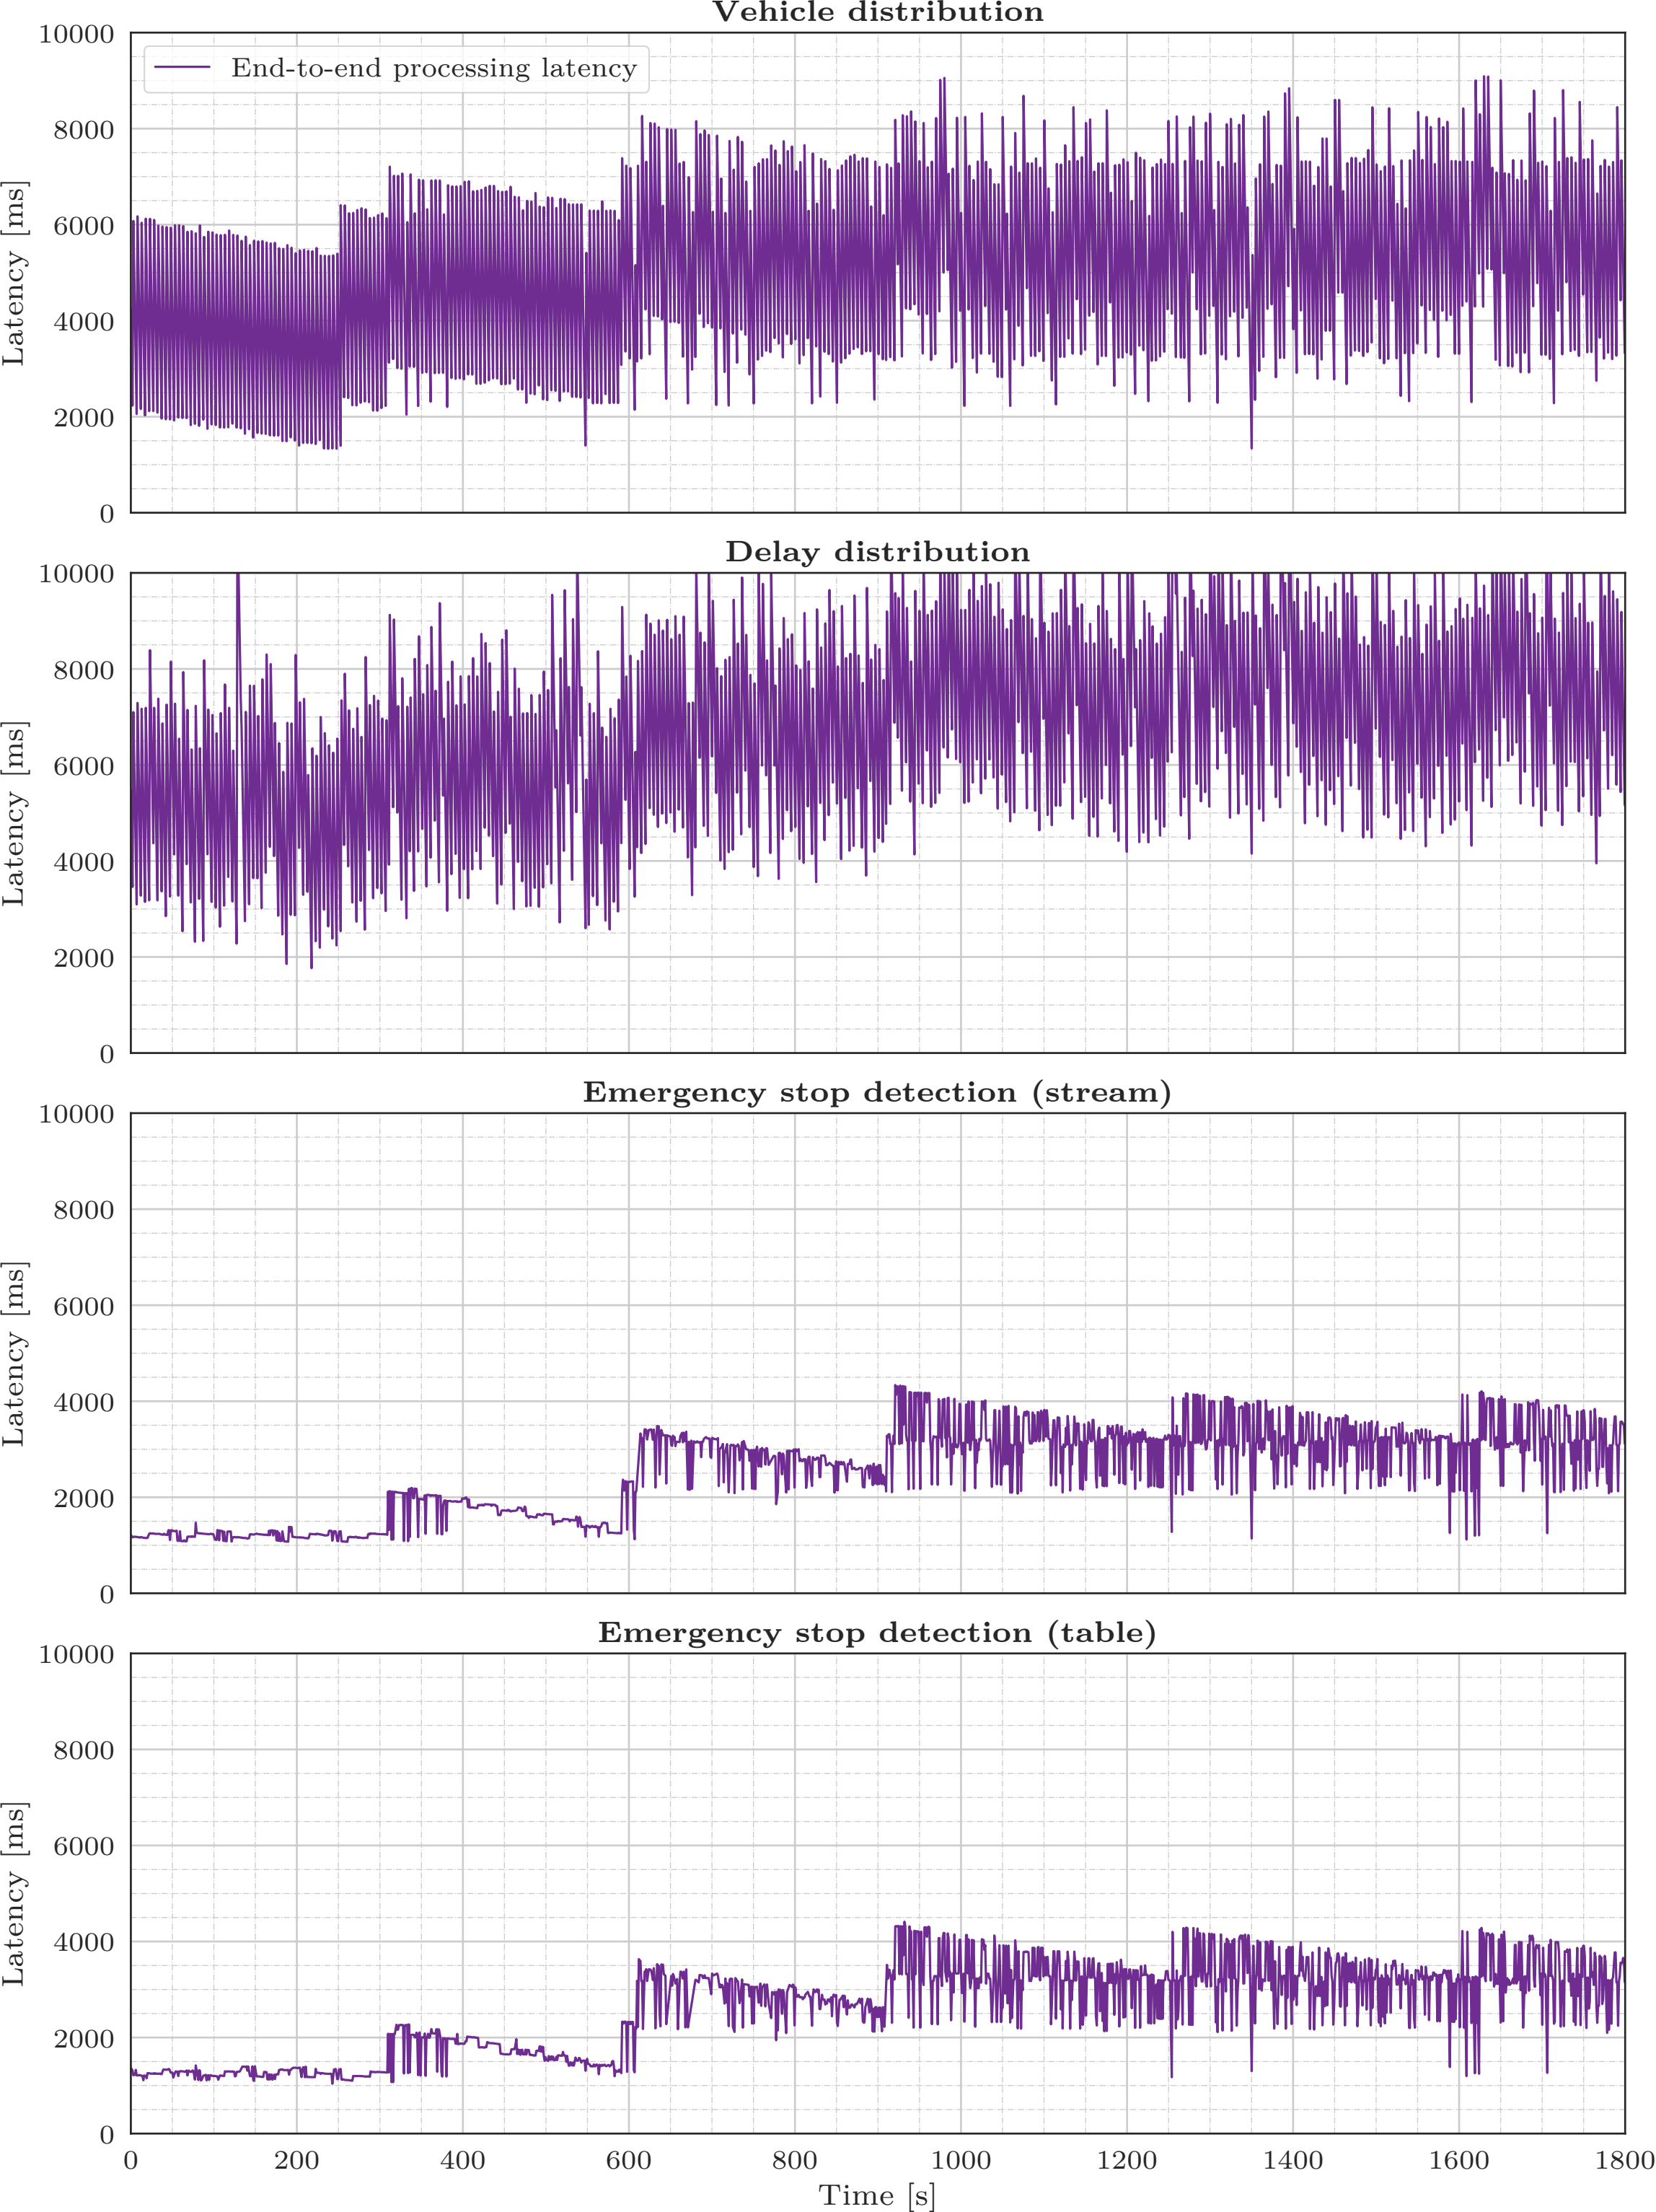 Vehicle distribution
10000
8000
6000
4000
2000
0
Latency [ms]
End-to-end processing latency
Delay distribution
10000
8000
6000
4000
2000
0
Latency [ms]
Emergency stop detection (stream)
10000
8000
6000
4000
2000
0
Latency [ms]
Emergency stop detection (table)
10000
8000
6000
4000
2000
0
Latency [ms]
0 200 400 600 800 1000 1200 1400 1600 1800
Time [s]